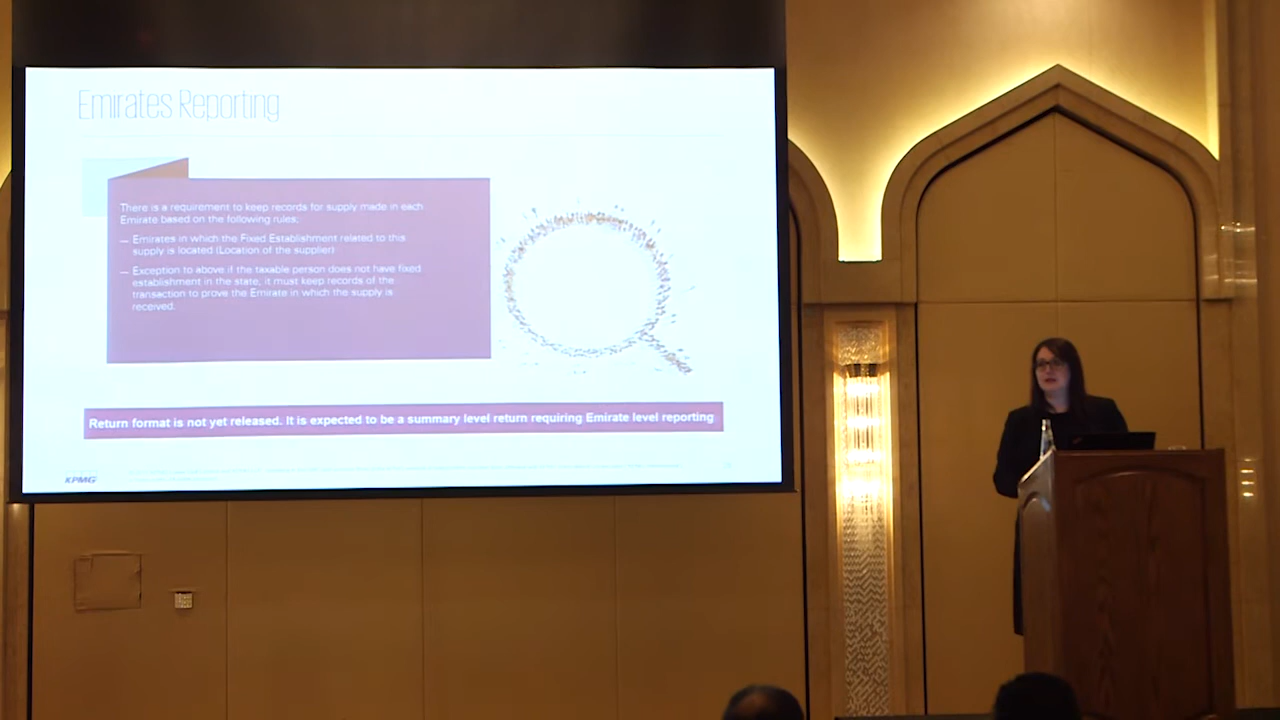 Emirates Reporting
There is a requirement to keep records for supply made in each
Emirate based on the following rules;
— Emirates in which the Fixed Establishment related to this
supply is located (Location of the supplier)
— Exception to above if the taxable person does not have fixed
establishment in the state, it must keep records of the
transaction to prove the Emirate in which the supply is
received.
Return format is not yet released. It is expected to be a summary level return requiring Emirate level reporting
KPMG